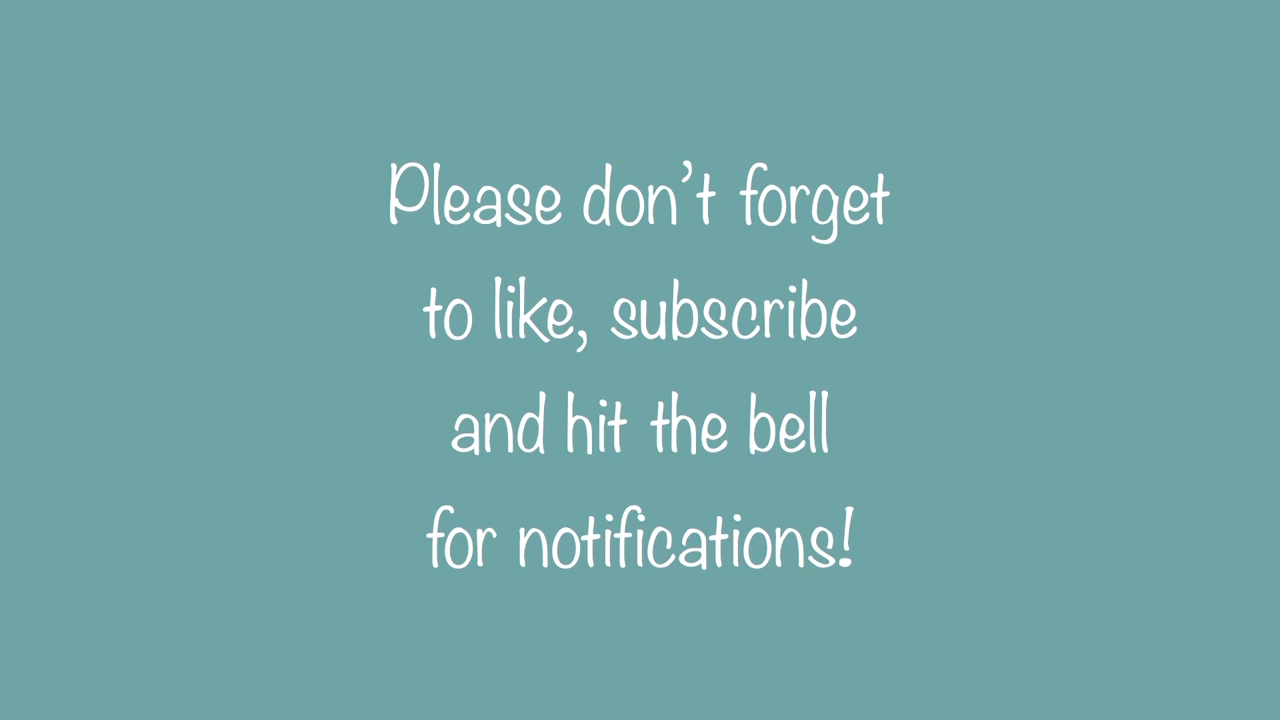 Please don’t forget
to like, subscribe
and hit the bell
for notifications!